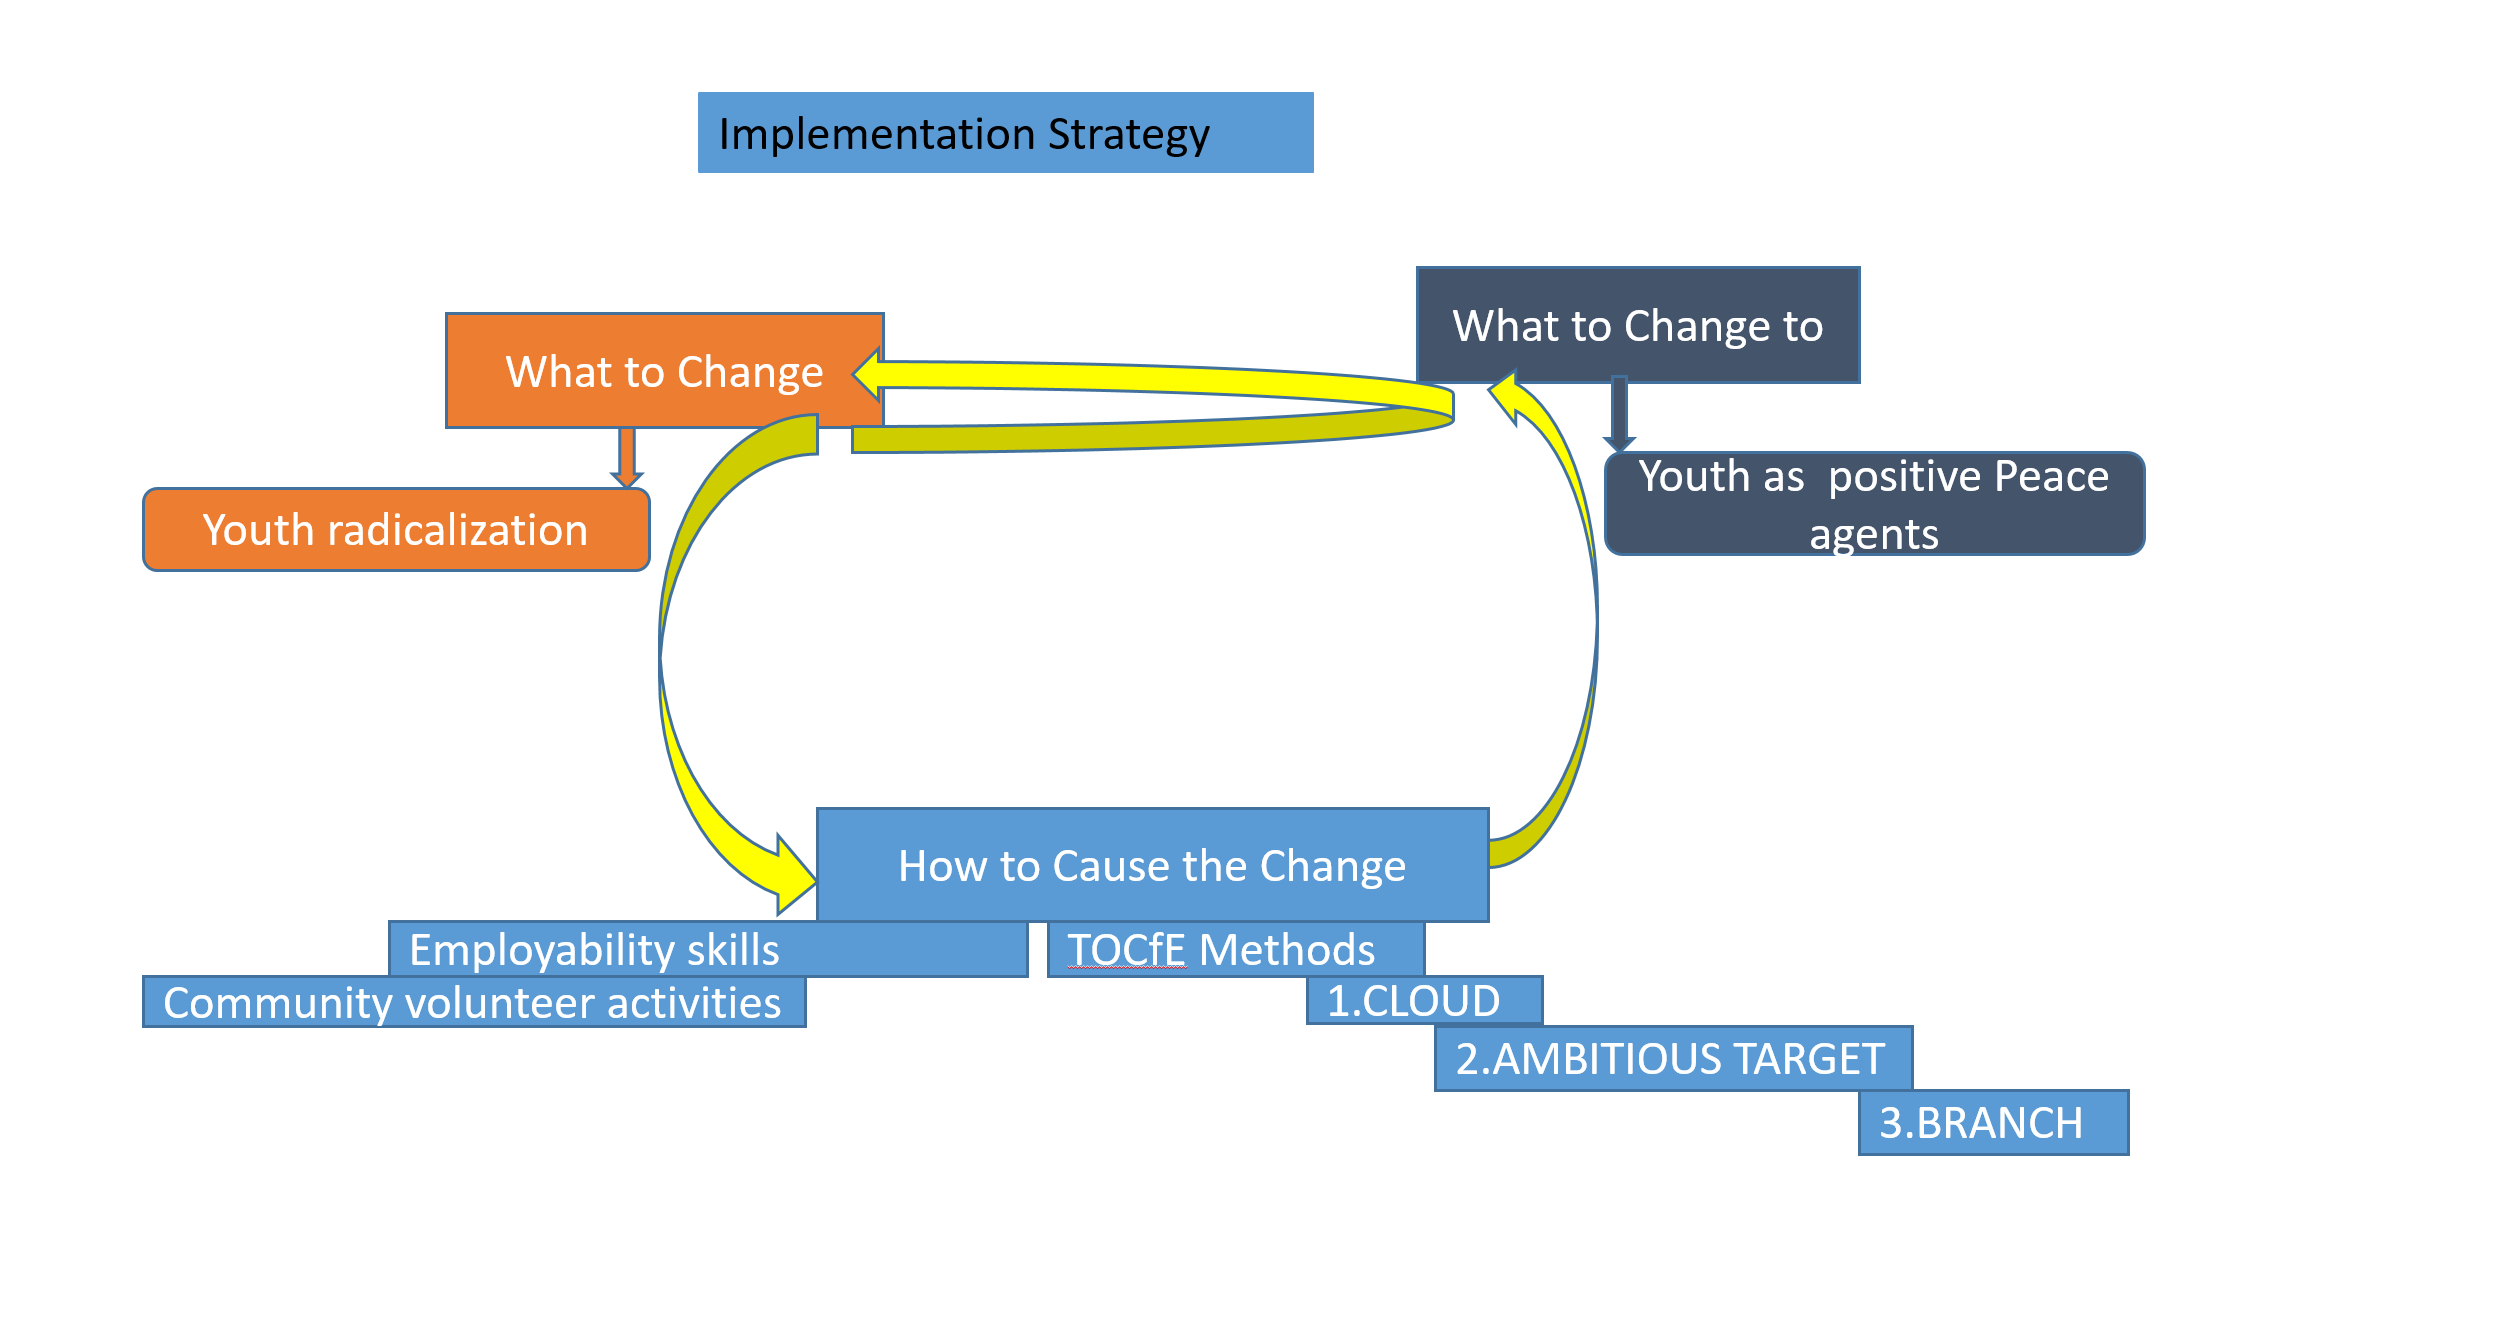 Implementation Strategy
What to Change to
What to Change
Youth as  positive Peace
agents
Youth radicalization
How to Cause the Change
Employability skills
TOCfE Methods
Community volunteer activities
1.CLOUD
2.AMBITIOUS TARGET
3.BRANCH